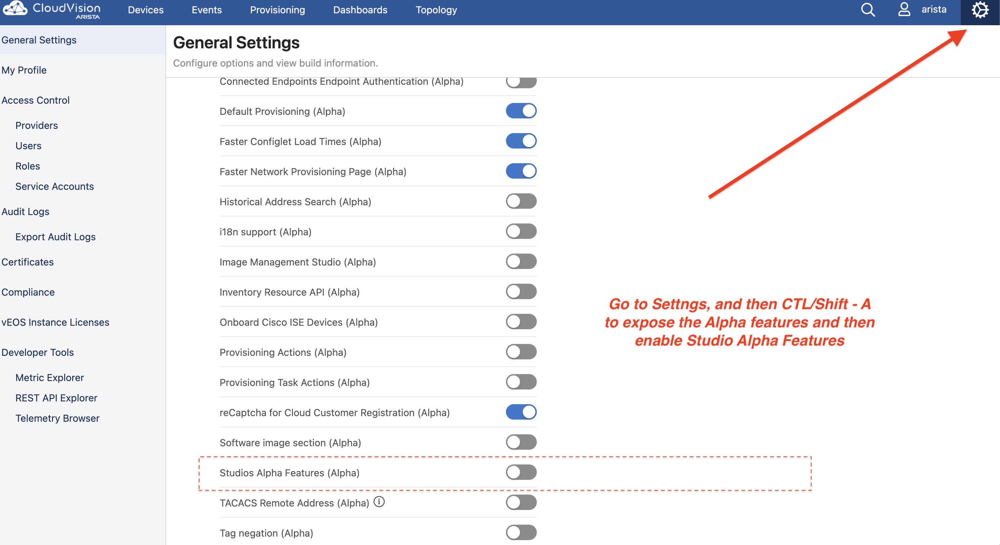 CloudVision
ARISTA
Devices
Events
Provisioning
Dashboards
Topology
arista
General Settings
My Profile
Access Control
Providers
Users
Roles
Service Accounts
Audit Logs
Export Audit Logs
Certificates
Compliance
vEOS Instance Licenses
Developer Tools
Metric Explorer
REST API Explorer
Telemetry Browser
General Settings
Configure options and view build information.
Connected Endpoints Endpoint Authentication (Alpha)
Default Provisioning (Alpha)
Faster Configlet Load Times (Alpha)
Faster Network Provisioning Page (Alpha)
Historical Address Search (Alpha)
i18n support (Alpha)
Image Management Studio (Alpha)
Inventory Resource API (Alpha)
Onboard Cisco ISE Devices (Alpha)
Provisioning Actions (Alpha)
Provisioning Task Actions (Alpha)
reCaptcha for Cloud Customer Registration (Alpha)
Software image section (Alpha)
Studios Alpha Features (Alpha)
TACACS Remote Address (Alpha)
Tag negation (Alpha)
Go to Settngs, and then CTL/Shift - A
to expose the Alpha features and then
enable Studio Alpha Features